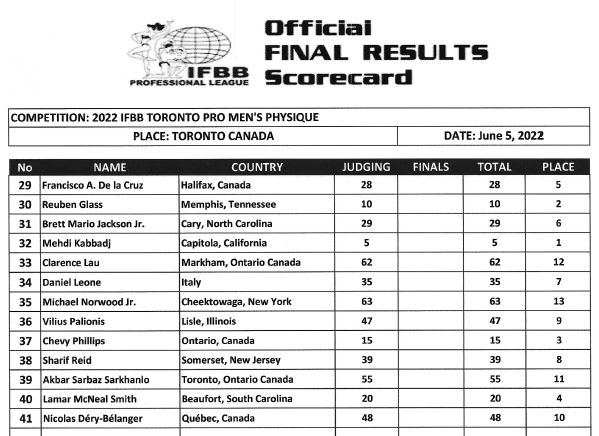 Official
FINAL RESULTS
Scorecard
IFBB
PROFESSIONAL LEAGUE
COMPETITION: 2022 IFBB TORONTO PRO MEN'S PHYSIQUE
PLACE: TORONTO CANADA DATE: June 5, 2022
No NAME COUNTRY JUDGING FINALS TOTAL PLACE
29 Francisco A. De la Cruz Halifax, Canada 28 28 5
30 Reuben Glass Memphis, Tennessee 10 10 2
31 Brett Mario Jackson Jr. Cary, North Carolina 29 29 6
32 Mehdi Kabbadj Capitola, California 5 5 1
33 Clarence Lau Markham, Ontario Canada 62 62 12
34 Daniel Leone Italy 35 35 7
35 Michael Norwood Jr. Cheektowaga, New York 63 63 13
36 Vilius Palionis Lisle, Illinois 47 47 9
37 Chevy Phillips Ontario, Canada 15 15 3
38 Sharif Reid Somerset, New Jersey 39 39 8
39 Akbar Sarbaz Sarkhanlo Toronto, Ontario Canada 55 55 11
40 Lamar McNeal Smith Beaufort, South Carolina 20 20 4
41 Nicolas Déry-Bélanger Québec, Canada 48 48 10